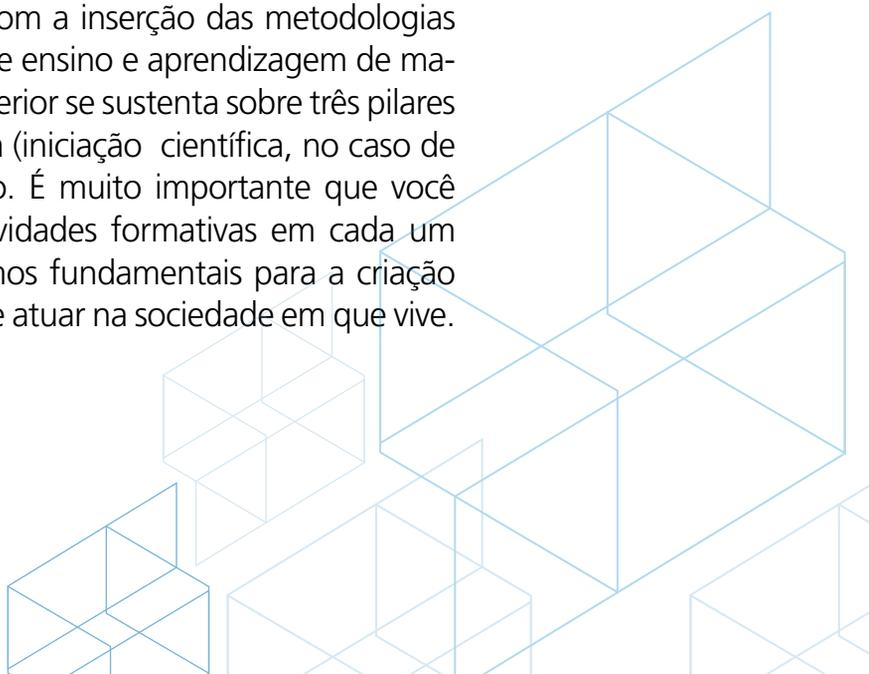 om a inserção das metodologias
e ensino e aprendizagem de ma-
erior se sustenta sobre três pilares
(iniciação científica, no caso de
o. É muito importante que você
vidades formativas em cada um
nos fundamentais para a criação
e atuar na sociedade em que vive.